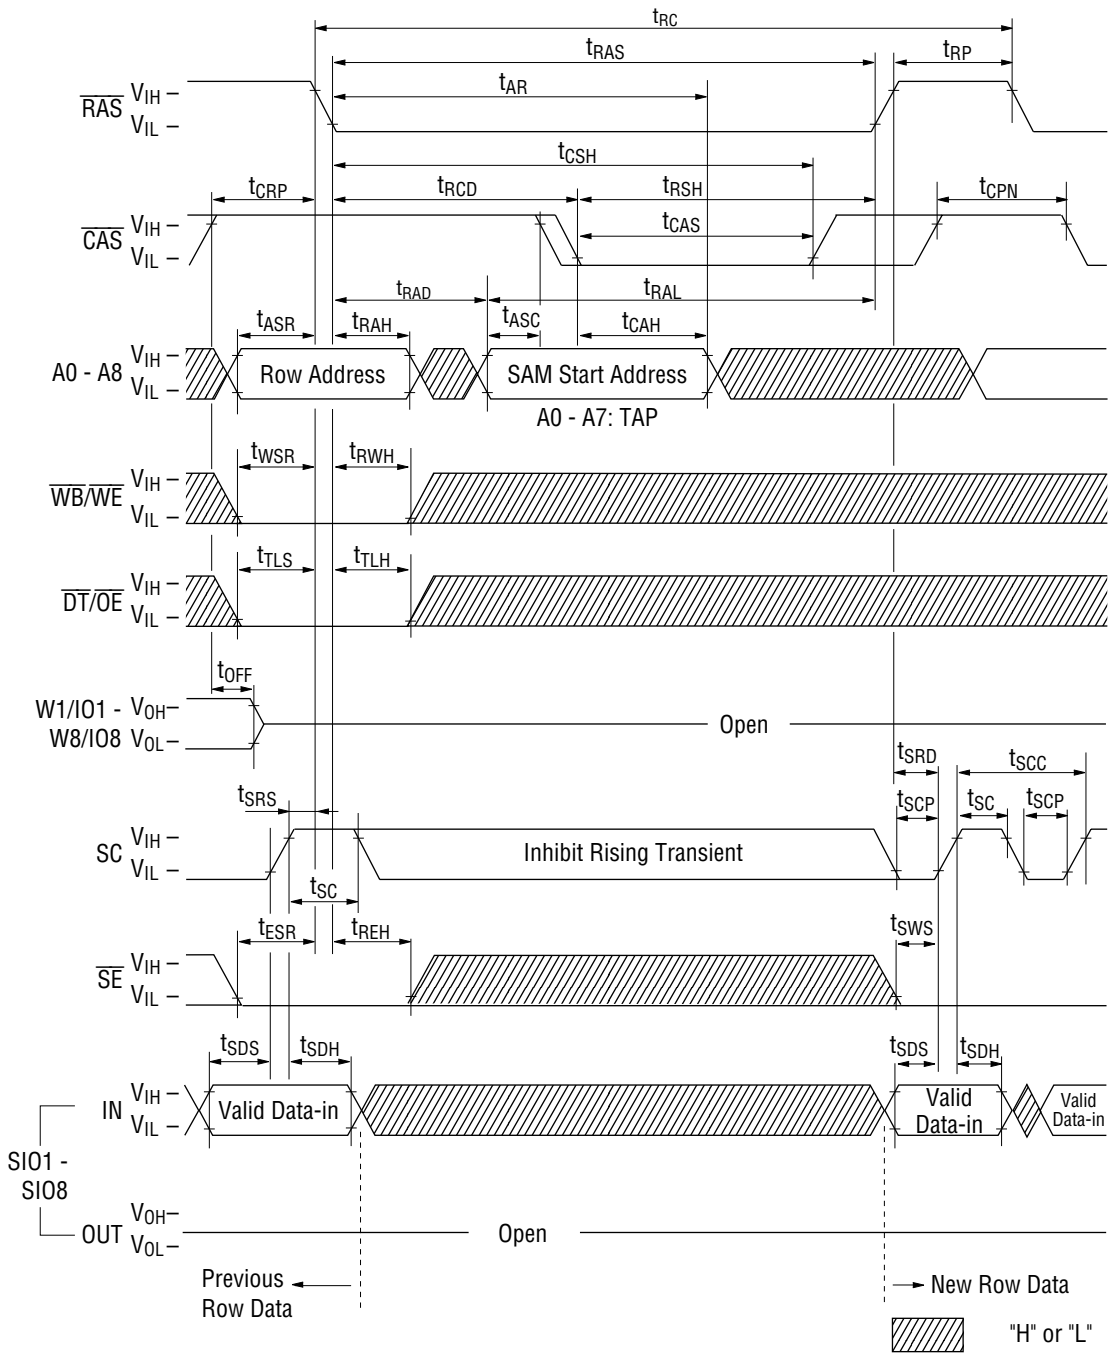 tRC
tRAS
tRP
tAR
RAS
VIH
VIL
tCSH
tCRP
tRCD
tRSH
tCPN
CAS
VIH
VIL
tCAS
tRAD
tRAL
tASR
tRAH
tASC
tCAH
A0 - A8
VIH
VIL
Row Address
SAM Start Address
A0 - A7: TAP
tWSR
tRWH
WB/WE
VIH
VIL
tTLS
tTLH
DT/OE
VIH
VIL
tOFF
W1/IO1 -
W8/IO8
VOH
VOL
Open
tSRD
tSCC
tSRS
tSCP
tSC
tSCP
SC
VIH
VIL
Inhibit Rising Transient
tSC
tESR
tREH
tSWS
SE
VIH
VIL
tSDS
tSDH
tSDS
tSDH
IN
VIH
VIL
Valid Data-in
Valid
Data-in
Valid
Data-in
SIO1 -
SIO8
OUT
VOH
VOL
Open
Previous
Row Data
New Row Data
"H" or "L"